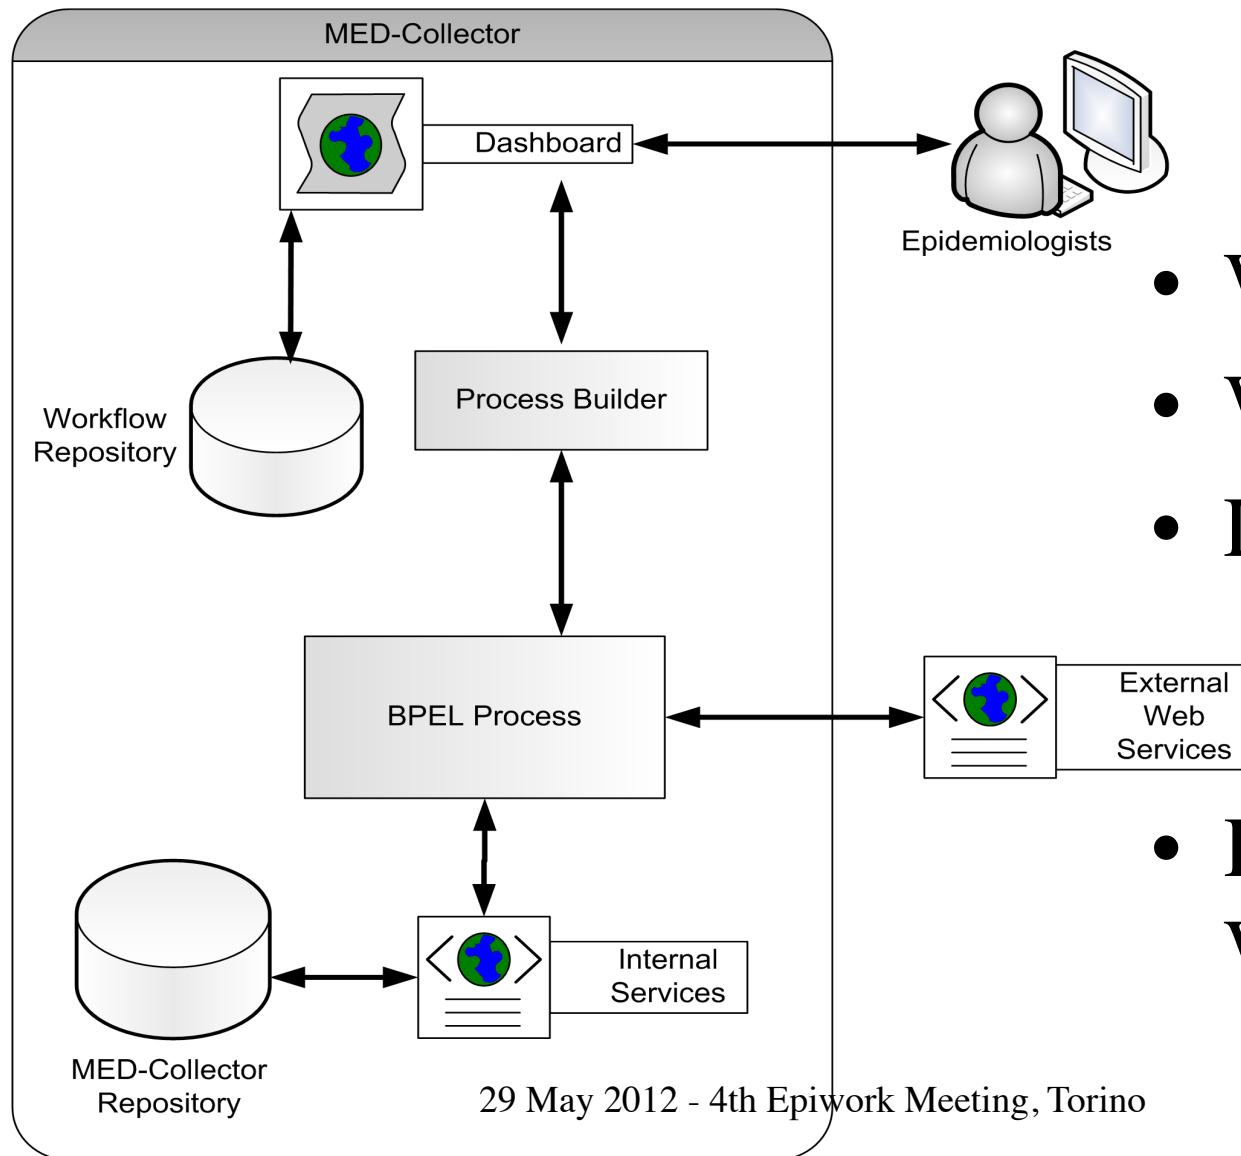 MED-Collector
Dashboard
Epidemiologists
Process Builder
Workflow
Repository
BPEL Process
External
Web
Services
Internal
Services
MED-Collector
Repository
29 May 2012 - 4th Epiwork Meeting, Torino